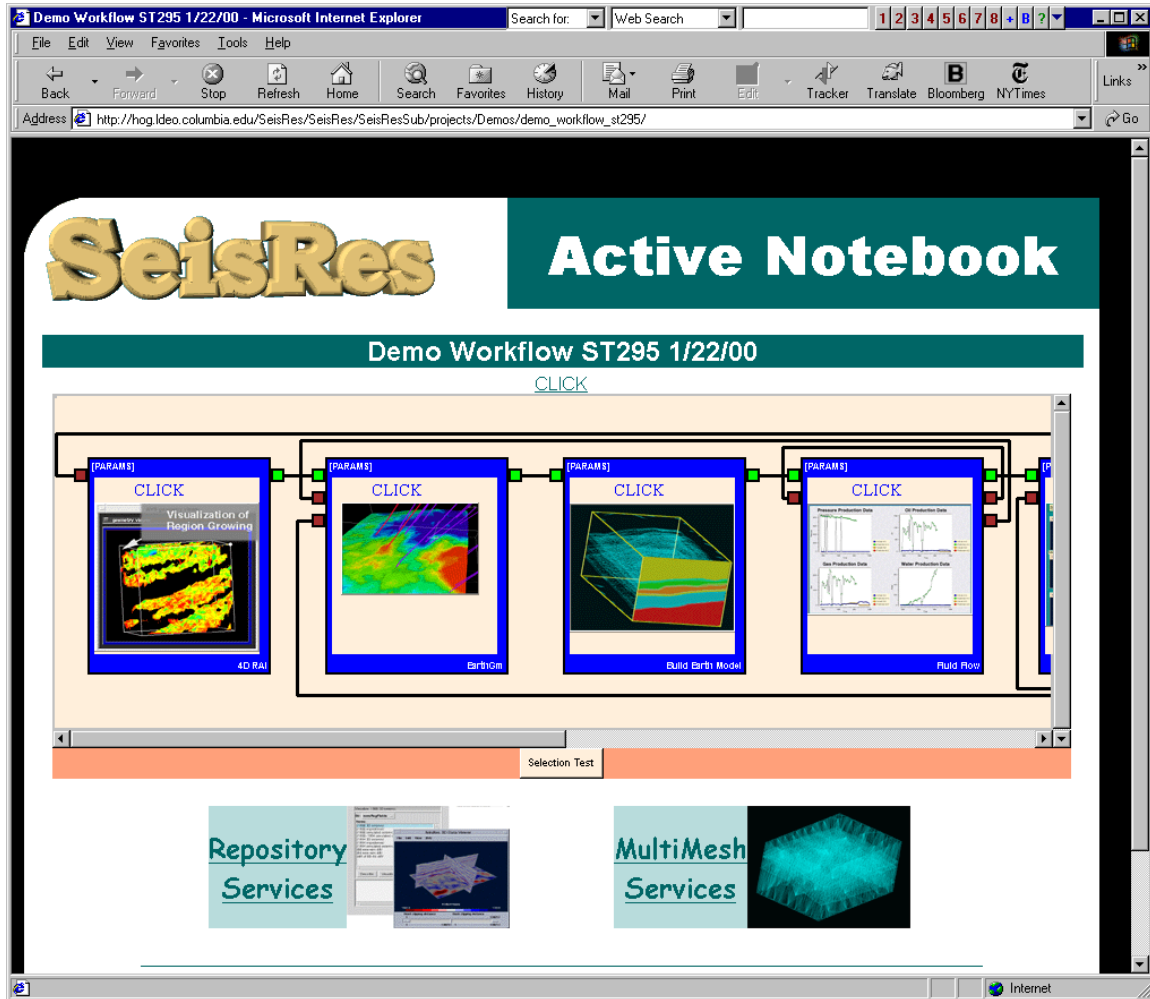 Demo Workflow ST295 1/22/00 - Microsoft Internet Explorer
Search for:
Web Search
1 2 3 4 5 6 7 8 + B ?
File Edit View Favorites Tools Help
Back Forward Stop Refresh Home Search Favorites History Mail Print Edit Tracker Translate Bloomberg NYTimes
Links
Address http://hog.ldeo.columbia.edu/SeisRes/SeisRes/SeisResSub/projects/Demos/demo_workflow_st295/
Go
SeisRes
Active Notebook
Demo Workflow ST295 1/22/00
CLICK
[PARAMS] [PARAMS] [PARAMS] [PARAMS]
CLICK CLICK CLICK CLICK
Visualization of
Region Growing
Pressure Production Data Oil Production Data
Gas Production Data Water Production Data
4D RAI EarthGm Build Earth Model Fluid Flow
Selection Test
Repository
Services
MultiMesh
Services
Internet